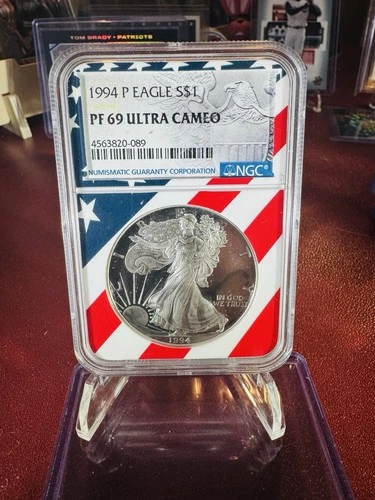 TOM BRADY • PATRIOTS
1994 P EAGLE S$1
PF 69 ULTRA CAMEO
4563820-089
NUMISMATIC GUARANTY CORPORATION NGC®
IN GOD
WE TRUST
1994